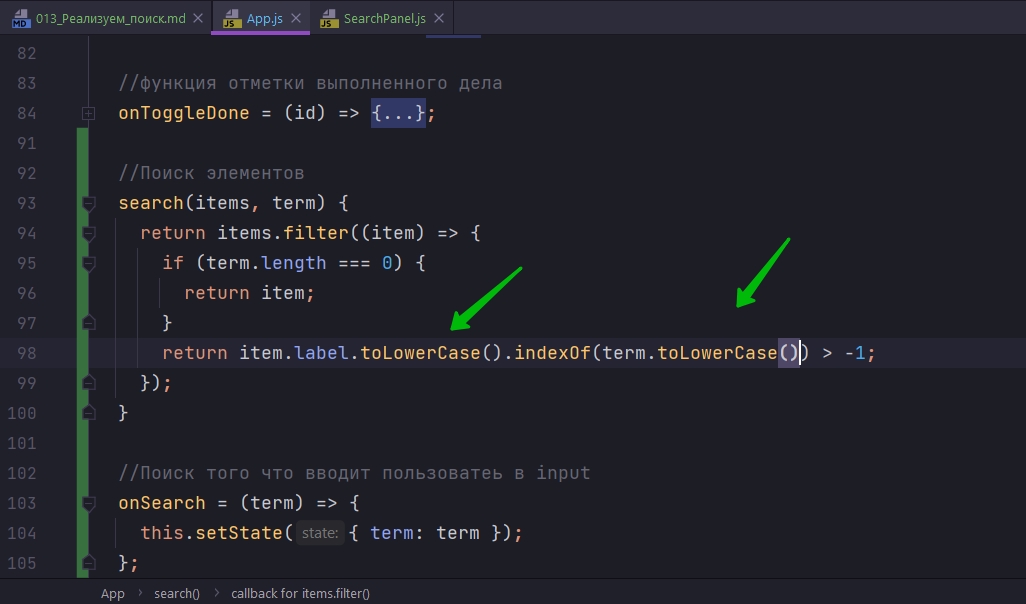 MD 013_Реализуем_поиск.md JS App.js JS SearchPanel.js
82
83 //функция отметки выполненного дела
84 onToggleDone = (id) => {...};
91
92 //Поиск элементов
93 search(items, term) {
94 return items.filter((item) => {
95 if (term.length === 0) {
96 return item;
97 }
98 return item.label.toLowerCase().indexOf(term.toLowerCase()) > -1;
99 });
100 }
101
102 //Поиск того что вводит пользоватеь в input
103 onSearch = (term) => {
104 this.setState( state: { term: term });
105 };
App > search() > callback for items.filter()